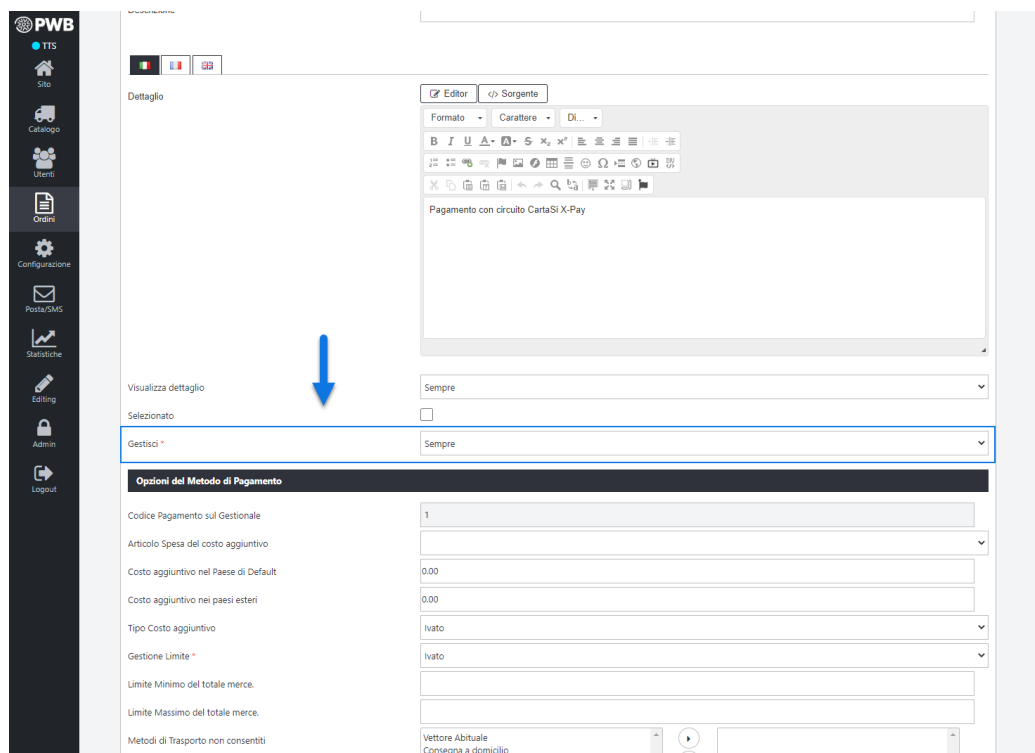 PWB
TTS
Sito
Catalogo
Utenti
Ordini
Configurazione
Posta/SMS
Statistiche
Editing
Admin
Logout
Descrizione
Dettaglio
Editor
Sorgente
Formato
Carattere
Di...
Pagamento con circuito CartaSì X-Pay
Visualizza dettaglio
Sempre
Selezionato
Gestisci *
Sempre
Opzioni del Metodo di Pagamento
Codice Pagamento sul Gestionale
1
Articolo Spesa del costo aggiuntivo
Costo aggiuntivo nel Paese di Default
0.00
Costo aggiuntivo nei paesi esteri
0.00
Tipo Costo aggiuntivo
Ivato
Gestione Limite *
Ivato
Limite Minimo del totale merce.
Limite Massimo del totale merce.
Metodi di Trasporto non consentiti
Vettore Abituale
Consegna a domicilio